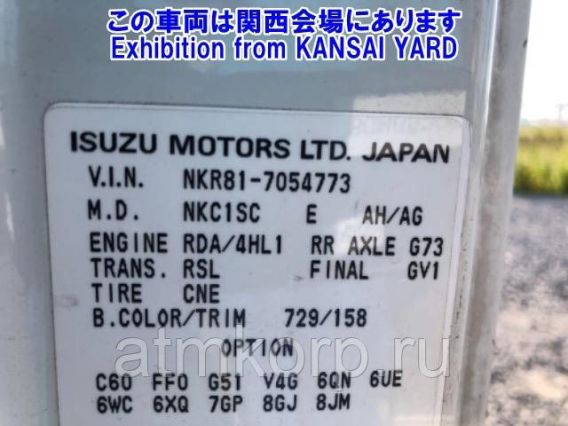 この車両は関西会場にあります
Exhibition from KANSAI YARD
ISUZU MOTORS LTD. JAPAN
V.I.N. NKR81-7054773
M.D. NKC1SC E AH/AG
ENGINE RDA/4HL1 RR AXLE G73
TRANS. RSL FINAL GV1
TIRE CNE
B.COLOR/TRIM 729/158
OPTION
C60 FF0 G51 V4G 6QN 6UE
6WC 6XQ 7GP 8GJ 8JM
atmkorp.ru